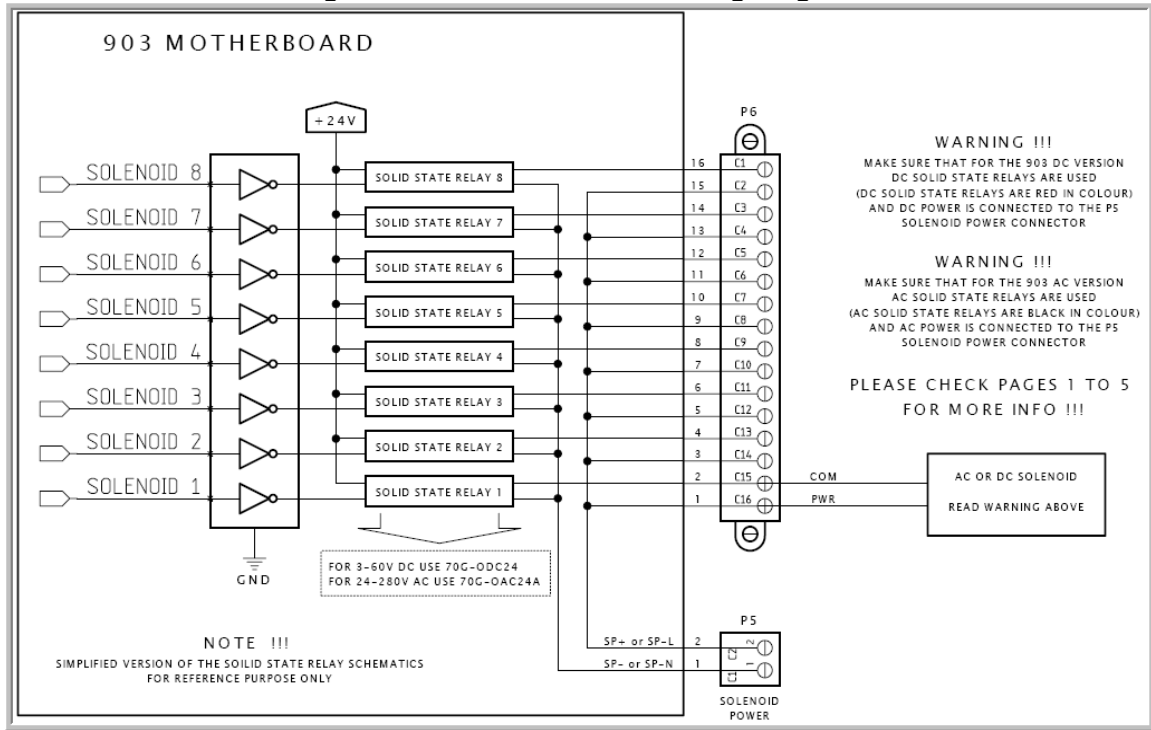 903 MOTHERBOARD
+24V
SOLENOID 8
SOLENOID 7
SOLENOID 6
SOLENOID 5
SOLENOID 4
SOLENOID 3
SOLENOID 2
SOLENOID 1
GND
SOLID STATE RELAY 8
SOLID STATE RELAY 7
SOLID STATE RELAY 6
SOLID STATE RELAY 5
SOLID STATE RELAY 4
SOLID STATE RELAY 3
SOLID STATE RELAY 2
SOLID STATE RELAY 1
FOR 3-60V DC USE 70G-ODC24
FOR 24-280V AC USE 70G-OAC24A
NOTE !!!
SIMPLIFIED VERSION OF THE SOILID STATE RELAY SCHEMATICS
FOR REFERENCE PURPOSE ONLY
P6
16 C1
15 C2
14 C3
13 C4
12 C5
11 C6
10 C7
9 C8
8 C9
7 C10
6 C11
5 C12
4 C13
3 C14
2 C15
1 C16
COM
PWR
AC OR DC SOLENOID
READ WARNING ABOVE
WARNING !!!
MAKE SURE THAT FOR THE 903 DC VERSION
DC SOLID STATE RELAYS ARE USED
(DC SOLID STATE RELAYS ARE RED IN COLOUR)
AND DC POWER IS CONNECTED TO THE P5
SOLENOID POWER CONNECTOR
WARNING !!!
MAKE SURE THAT FOR THE 903 AC VERSION
AC SOLID STATE RELAYS ARE USED
(AC SOLID STATE RELAYS ARE BLACK IN COLOUR)
AND AC POWER IS CONNECTED TO THE P5
SOLENOID POWER CONNECTOR
PLEASE CHECK PAGES 1 TO 5
FOR MORE INFO !!!
P5
SP+ or SP-L 2 C2 2
SP- or SP-N 1 C1 1
SOLENOID
POWER